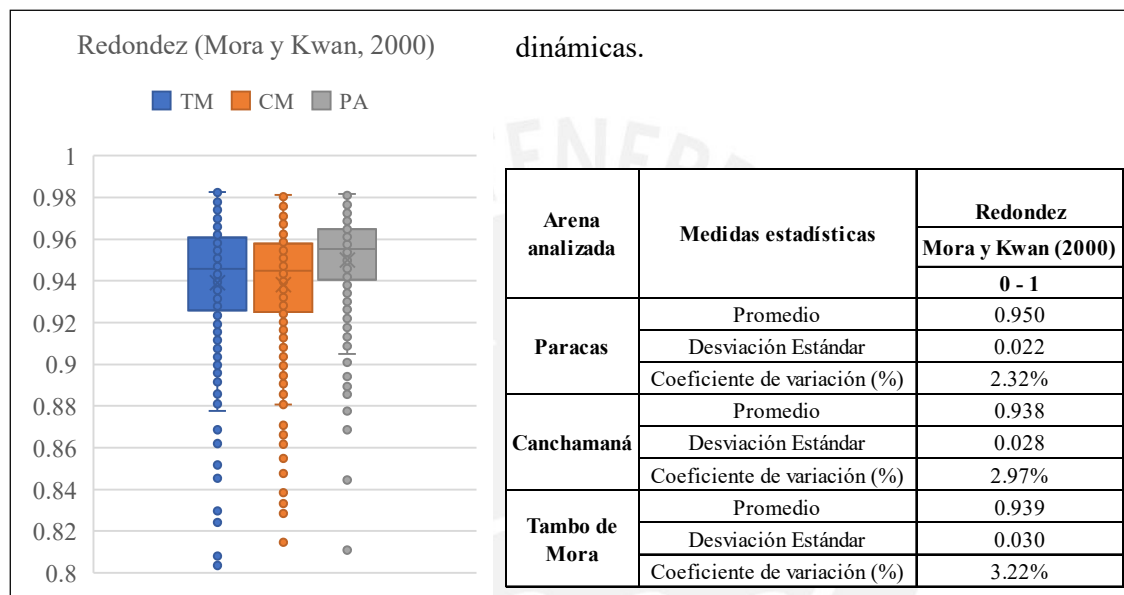 Redondez (Mora y Kwan, 2000)
TM CM PA
1
0.98
0.96
0.94
0.92
0.9
0.88
0.86
0.84
0.82
0.8
dinámicas.
Arena analizada Medidas estadísticas Redondez
Mora y Kwan (2000)
0 - 1
Paracas Promedio 0.950
Desviación Estándar 0.022
Coeficiente de variación (%) 2.32%
Canchamaná Promedio 0.938
Desviación Estándar 0.028
Coeficiente de variación (%) 2.97%
Tambo de Mora Promedio 0.939
Desviación Estándar 0.030
Coeficiente de variación (%) 3.22%